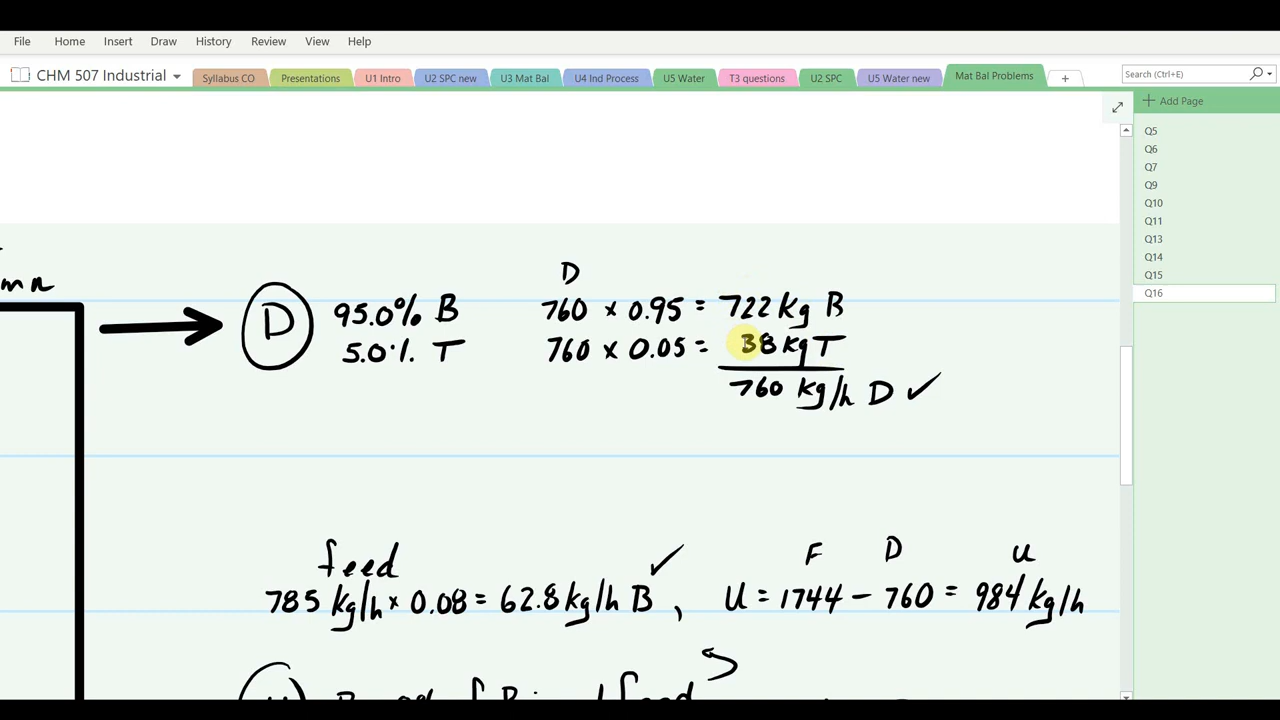 File Home Insert Draw History Review View Help
CHM 507 Industrial Syllabus CO Presentations U1 Intro U2 SPC new U3 Mat Bal U4 Ind Process U5 Water T3 questions U2 SPC U5 Water new Mat Bal Problems + Search (Ctrl+E)
+ Add Page
Q5
Q6
Q7
Q9
Q10
Q11
Q13
Q14
Q15
Q16
D
D 95.0% B 760 × 0.95 = 722 kg B
5.0% T 760 × 0.05 = 38 kg T
760 kg/h D ✓
feed ✓ F D U
785 kg/h × 0.08 = 62.8 kg/h B , U = 1744 – 760 = 984 kg/h